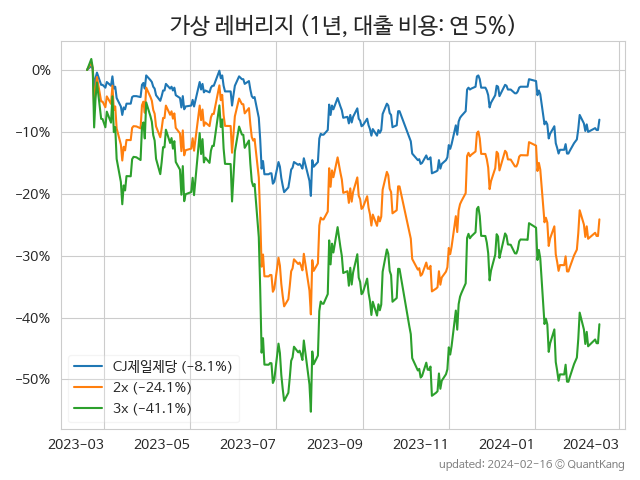 가상 레버리지 (1년, 대출 비용: 연 5%)
0%
−10%
−20%
−30%
−40%
−50%
CJ제일제당 (−8.1%)
2x (−24.1%)
3x (−41.1%)
2023-03 2023-05 2023-07 2023-09 2023-11 2024-01 2024-03
updated: 2024-02-16 © QuantKang